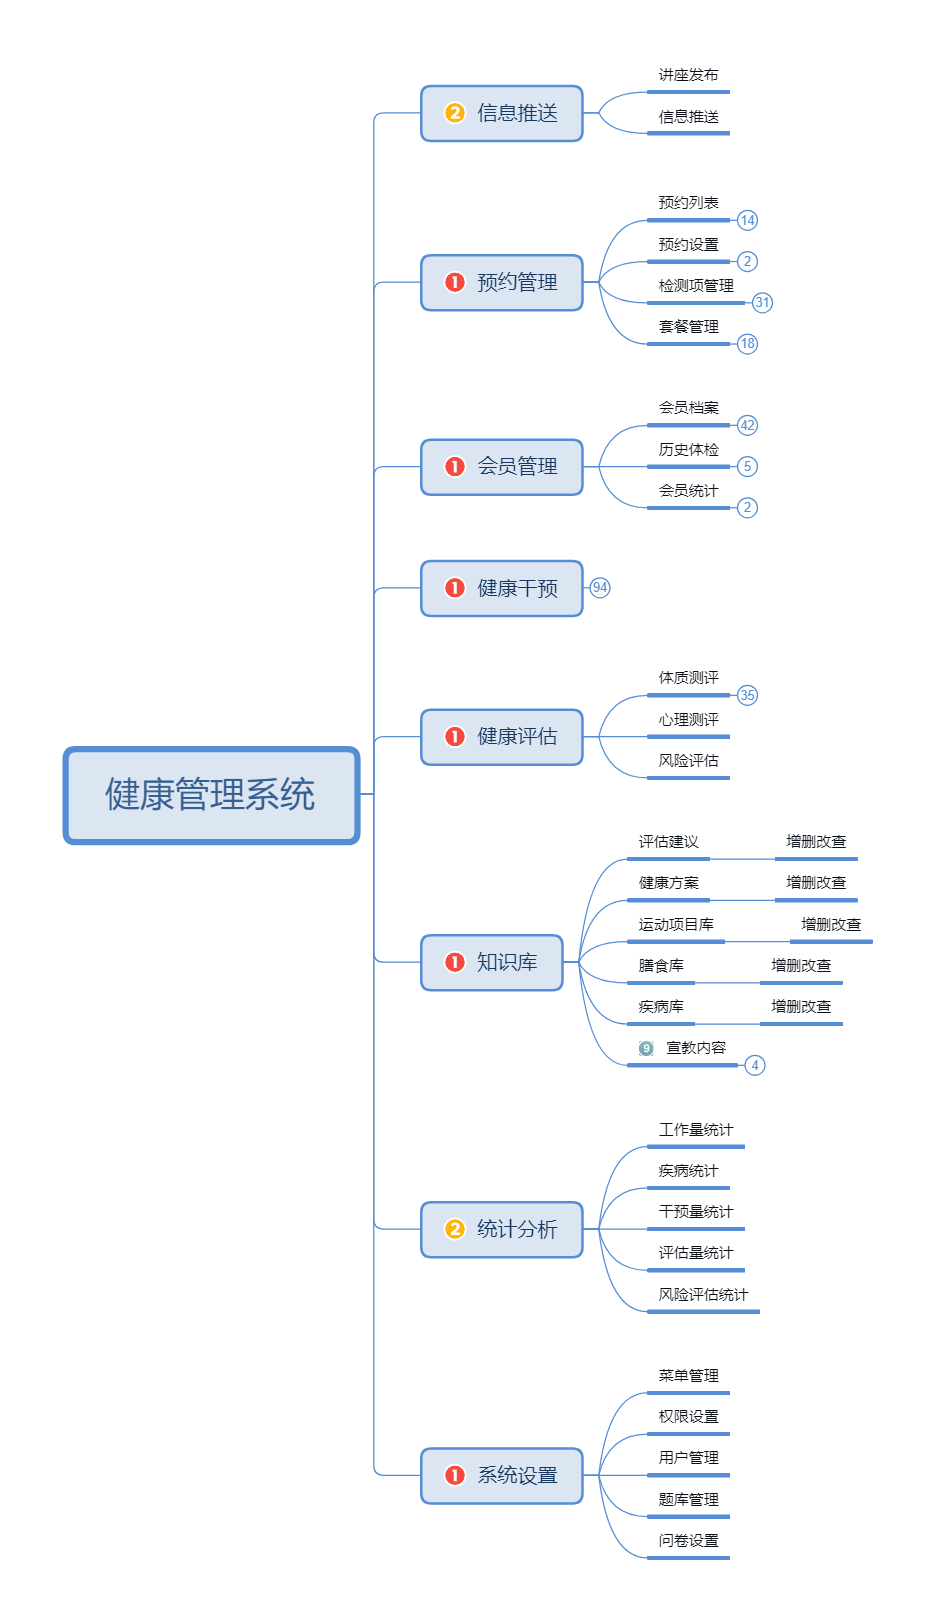 讲座发布
2 信息推送
信息推送
预约列表 14
预约设置 2
1 预约管理
检测项管理 31
套餐管理 18
会员档案 42
1 会员管理
历史体检 5
会员统计 2
1 健康干预 94
体质测评 35
1 健康评估
心理测评
风险评估
健康管理系统
评估建议 增删改查
健康方案 增删改查
运动项目库 增删改查
1 知识库
膳食库 增删改查
疾病库 增删改查
9 宣教内容 4
工作量统计
疾病统计
2 统计分析
干预量统计
评估量统计
风险评估统计
菜单管理
权限设置
1 系统设置
用户管理
题库管理
问卷设置